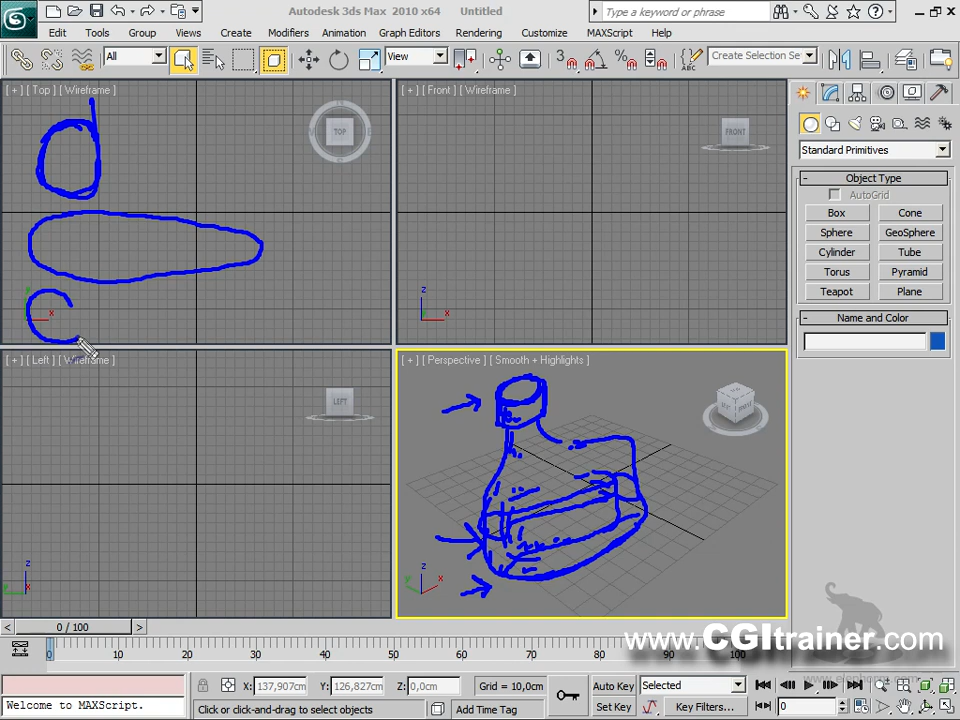 Autodesk 3ds Max 2010 x64 Untitled
Type a keyword or phrase
Edit Tools Group Views Create Modifiers Animation Graph Editors Rendering Customize MAXScript Help
All View 3 Create Selection Se
[ + ] [ Top ] [ Wireframe ]
TOP
[ + ] [ Front ] [ Wireframe ]
FRONT
Standard Primitives
Object Type
AutoGrid
Box Cone
Sphere GeoSphere
Cylinder Tube
Torus Pyramid
Teapot Plane
Name and Color
[ + ] [ Left ] [ Wireframe ]
LEFT
[ + ] [ Perspective ] [ Smooth + Highlights ]
0 / 100
www.CGItrainer.com
0 10 20 30 40 50 60 70 80 90 100
X: 137,907cm Y: 126,827cm Z: 0,0cm Grid = 10,0cm Auto Key Selected
Welcome to MAXScript. Click or click-and-drag to select objects Add Time Tag Set Key Key Filters... 0